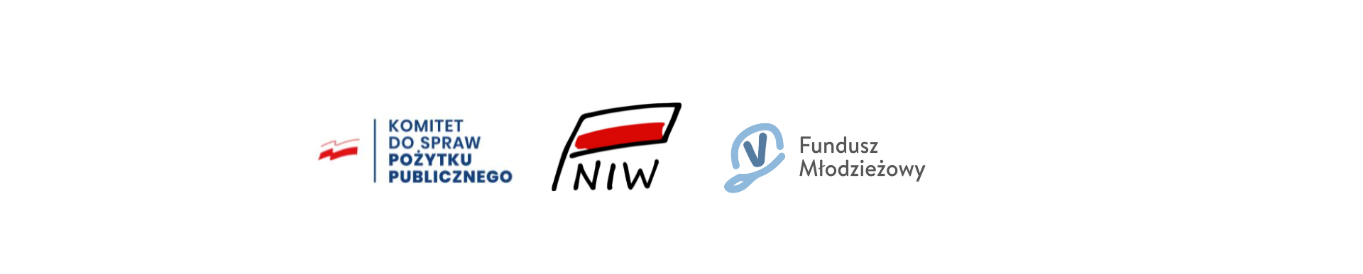 KOMITET
DO SPRAW
POŻYTKU
PUBLICZNEGO
NIW
Fundusz
Młodzieżowy